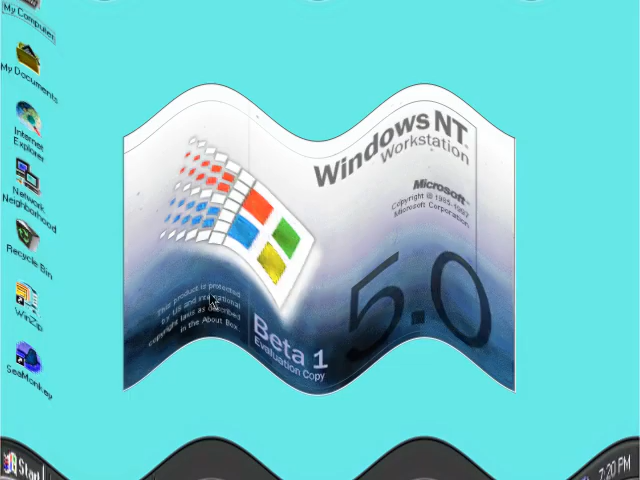 My Computer
My Documents
Internet
Explorer
Network
Neighborhood
Recycle Bin
WinZip
SeaMonkey
Windows NT
Workstation
Microsoft
Copyright © 1985-1997
Microsoft Corporation
This product is protected
by US and international
copyright laws as described
in the About Box.
5.0
Beta 1
Evaluation Copy
Start
7:20 PM